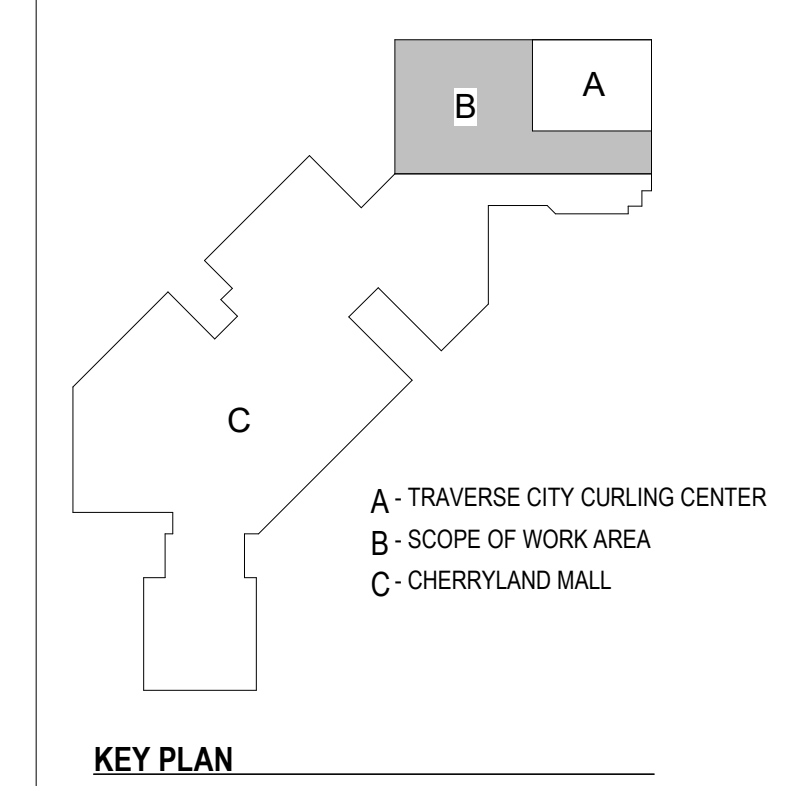 A
B
C
A - TRAVERSE CITY CURLING CENTER
B - SCOPE OF WORK AREA
C - CHERRYLAND MALL
KEY PLAN